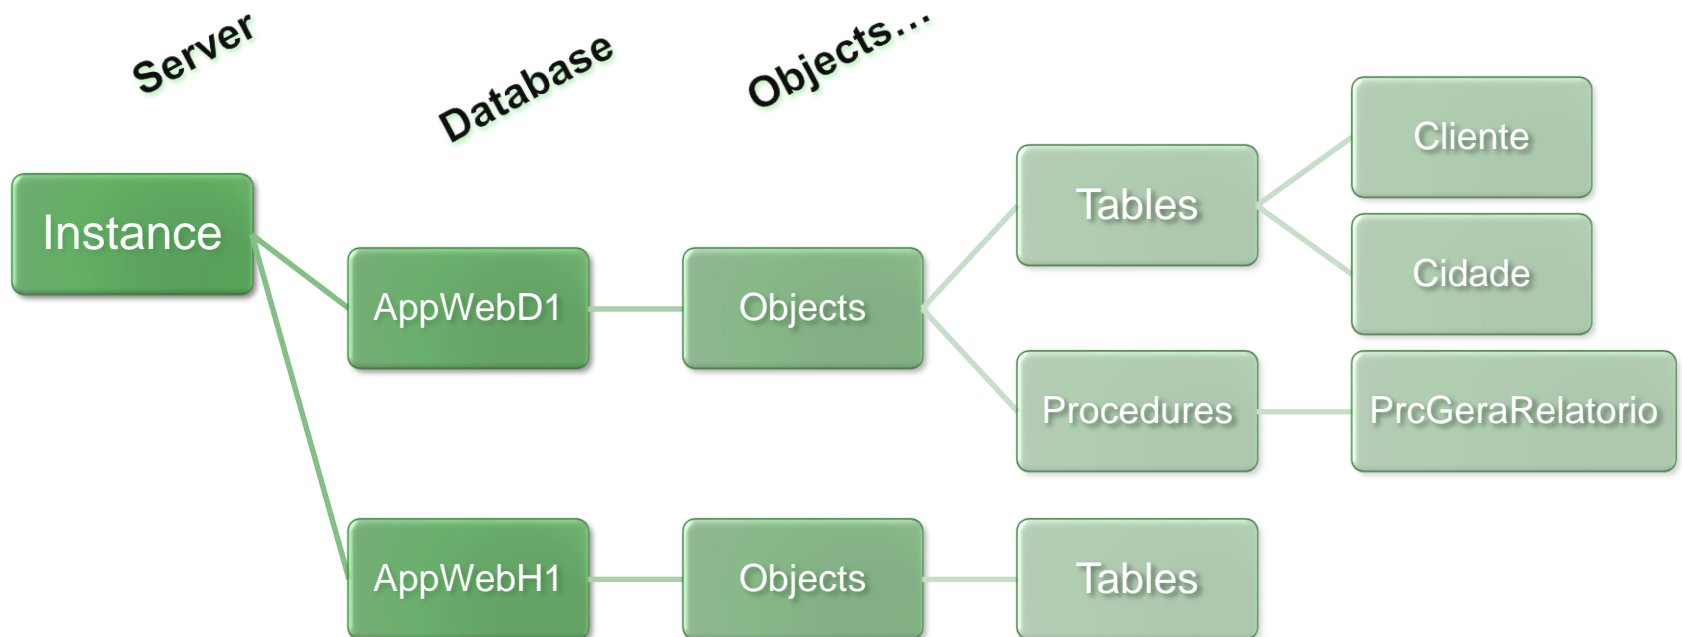 Server
Database
Objects...
Instance
AppWebD1
Objects
Tables
Cliente
Cidade
Procedures
PrcGeraRelatorio
AppWebH1
Objects
Tables